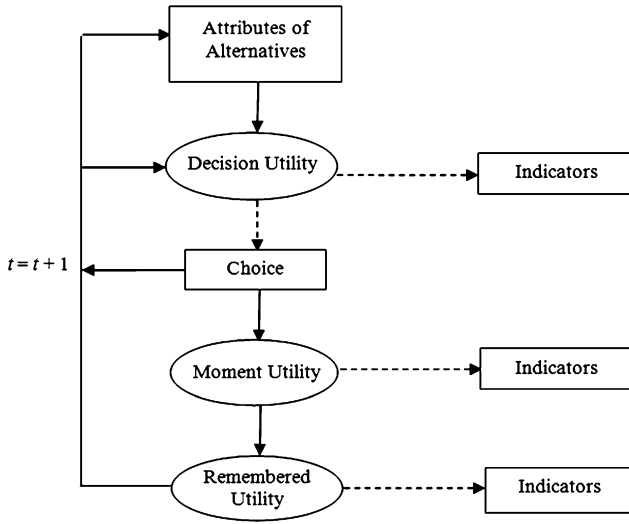 Attributes of
Alternatives
Decision Utility
Indicators
t = t + 1
Choice
Moment Utility
Indicators
Remembered
Utility
Indicators